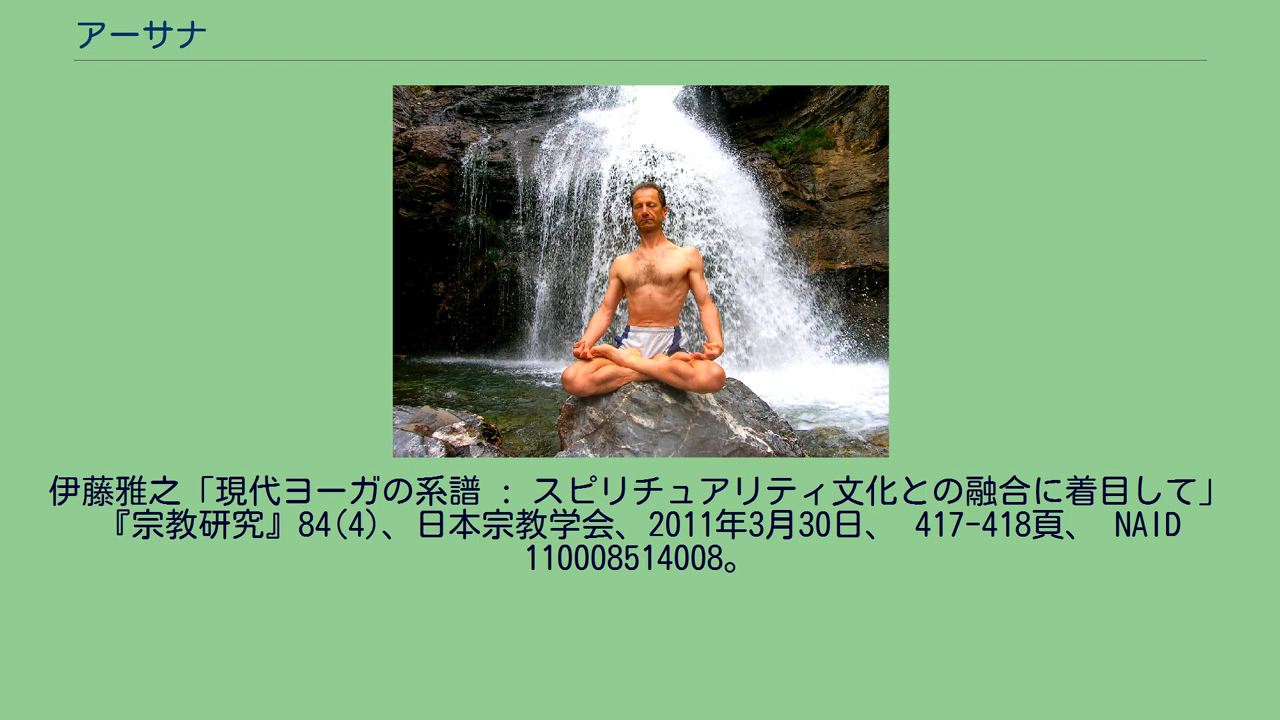 アーサナ
伊藤雅之「現代ヨーガの系譜 : スピリチュアリティ文化との融合に着目して」
『宗教研究』84(4)、日本宗教学会、2011年3月30日、 417-418頁、 NAID
110008514008。